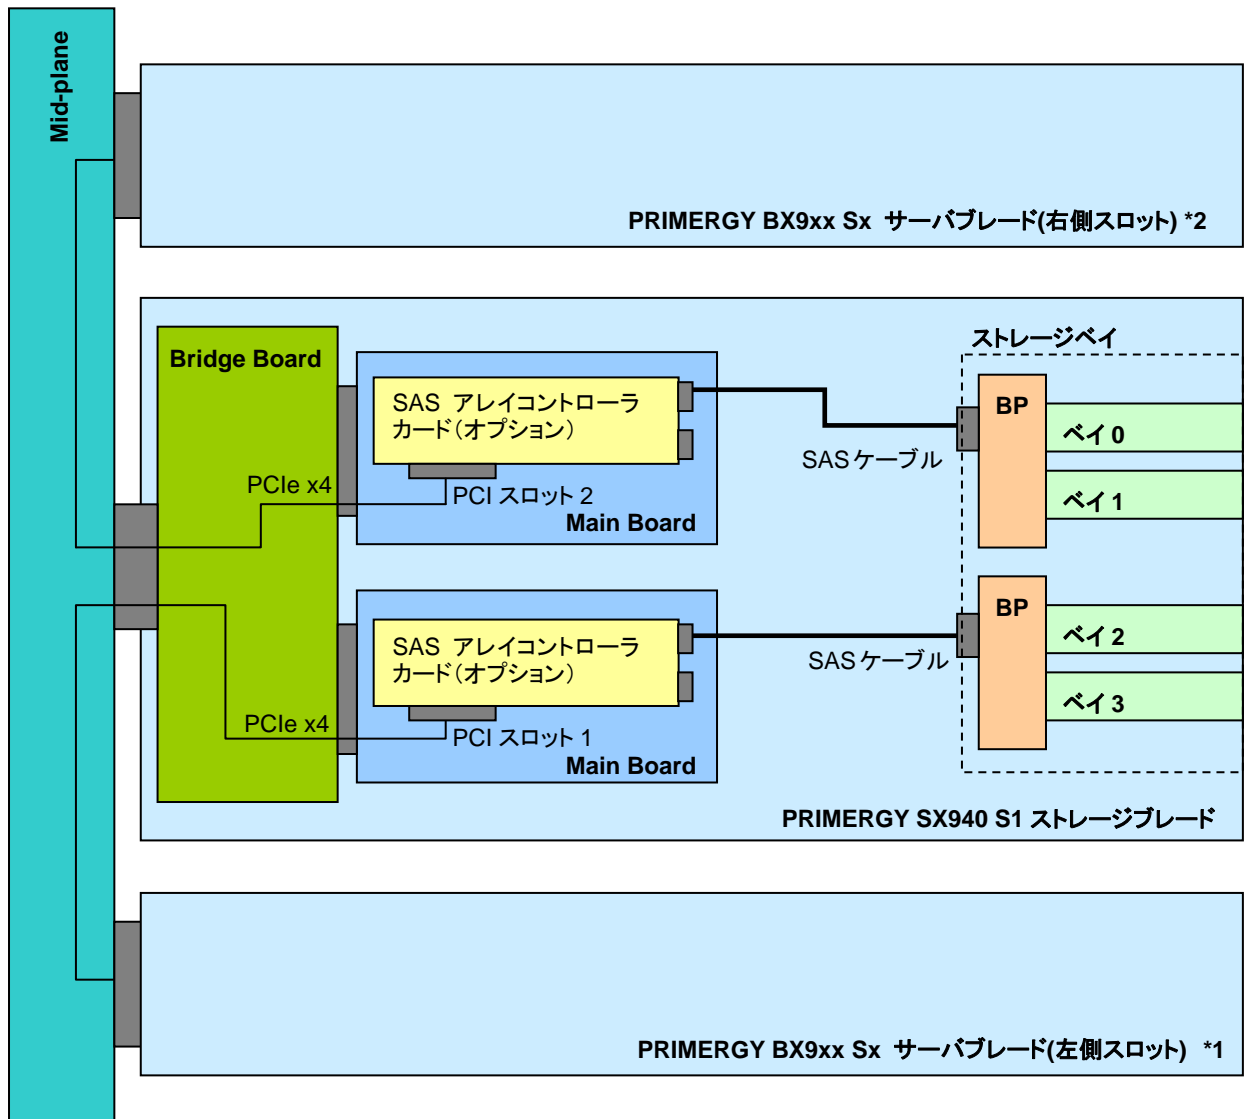 Mid-plane
PRIMERGY BX9xx Sx サーバブレード(右側スロット) *2
Bridge Board
SAS アレイコントローラ
カード(オプション)
PCIe x4
PCI スロット 2
Main Board
SAS ケーブル
ストレージベイ
BP
ベイ 0
ベイ 1
SAS アレイコントローラ
カード(オプション)
PCIe x4
PCI スロット 1
Main Board
SAS ケーブル
BP
ベイ 2
ベイ 3
PRIMERGY SX940 S1 ストレージブレード
PRIMERGY BX9xx Sx サーバブレード(左側スロット) *1